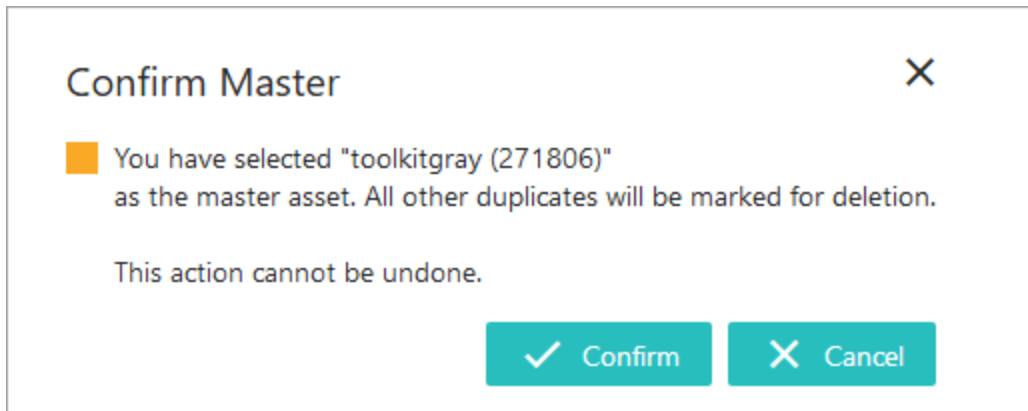 Confirm Master
You have selected "toolkitgray (271806)"
as the master asset. All other duplicates will be marked for deletion.
This action cannot be undone.
Confirm
Cancel